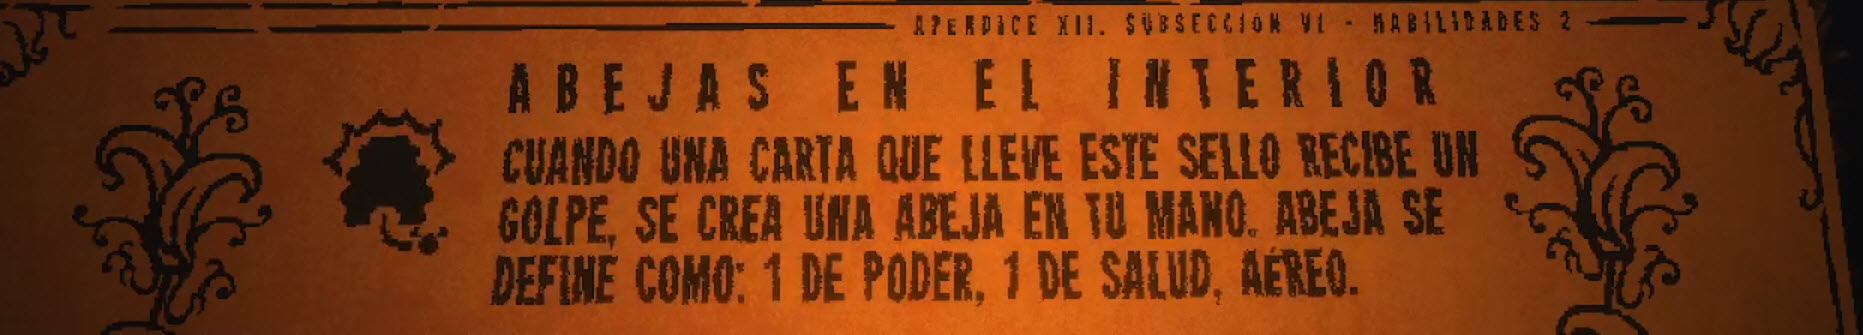 APENDICE XII. SUBSECCIÓN VI - HABILIDADES 2
ABEJAS EN EL INTERIOR
CUANDO UNA CARTA QUE LLEVE ESTE SELLO RECIBE UN
GOLPE, SE CREA UNA ABEJA EN TU MANO. ABEJA SE
DEFINE COMO: 1 DE PODER, 1 DE SALUD, AÉREO.